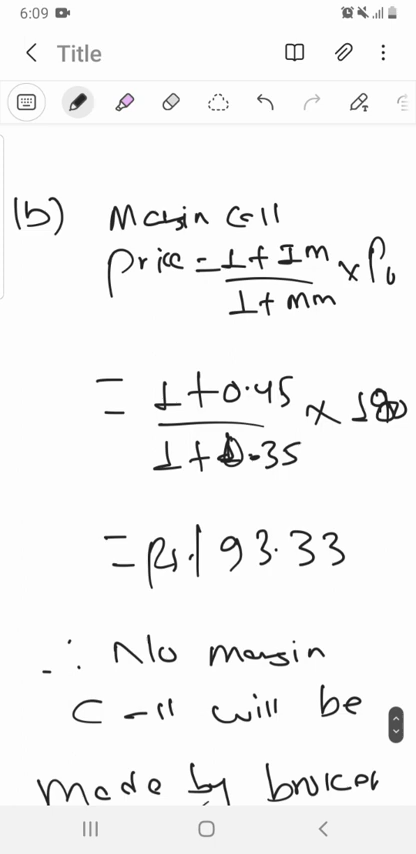 6:09
Title
(b) Margin Call
Price = 1 + Im / 1 + mm × P0
= 1 + 0.45 / 1 + 0.35 × 180
= Rs. 193.33
∴ No margin
Call will be
made by broker